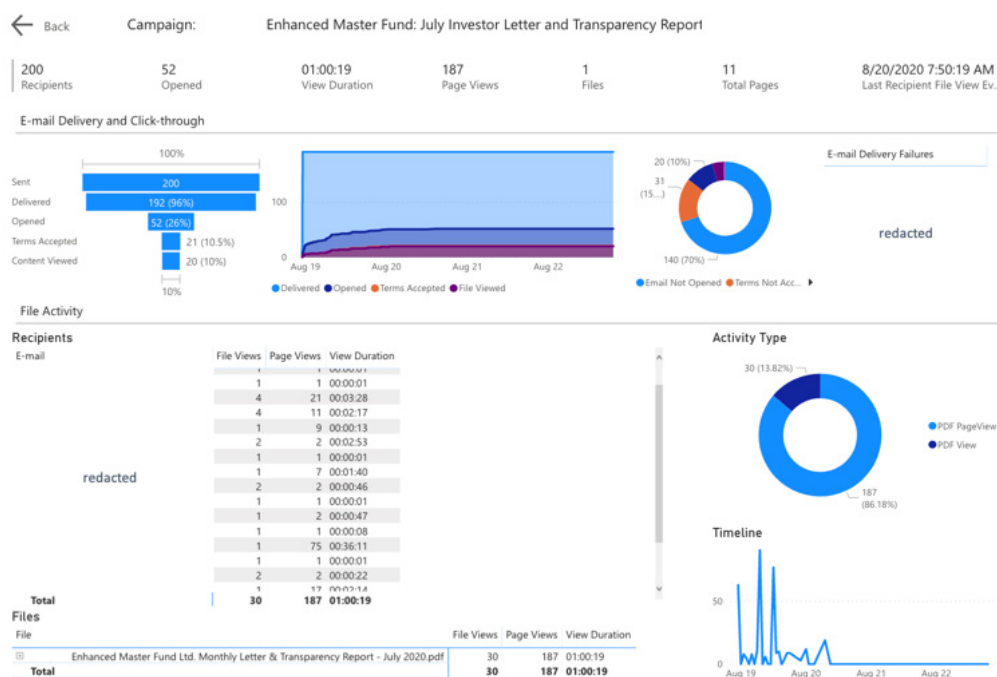 Back
Campaign:
Enhanced Master Fund: July Investor Letter and Transparency Report
200 52 01:00:19 187 1 11 8/20/2020 7:50:19 AM
Recipients Opened View Duration Page Views Files Total Pages Last Recipient File View Ev.
E-mail Delivery and Click-through
100%
Sent 200
Delivered 192 (96%)
Opened 52 (26%)
Terms Accepted 21 (10.5%)
Content Viewed 20 (10%)
10%
100
0
Aug 19 Aug 20 Aug 21 Aug 22
Delivered Opened Terms Accepted File Viewed
20 (10%)
31
(15...)
140 (70%)
Email Not Opened Terms Not Acc...
E-mail Delivery Failures
redacted
File Activity
Recipients
E-mail File Views Page Views View Duration
1 1 00:00:01
1 1 00:00:01
4 21 00:03:28
4 11 00:02:17
1 9 00:00:13
2 2 00:02:53
1 1 00:00:01
1 7 00:01:40
2 2 00:00:46
1 1 00:00:01
1 2 00:00:47
1 1 00:00:08
1 75 00:36:11
1 1 00:00:01
2 2 00:00:22
1 17 00:02:14
redacted
Total 30 187 01:00:19
Files
File File Views Page Views View Duration
Enhanced Master Fund Ltd. Monthly Letter & Transparency Report - July 2020.pdf 30 187 01:00:19
Total 30 187 01:00:19
Activity Type
30 (13.82%)
187
(86.18%)
PDF PageView
PDF View
Timeline
50
0
Aug 19 Aug 20 Aug 21 Aug 22